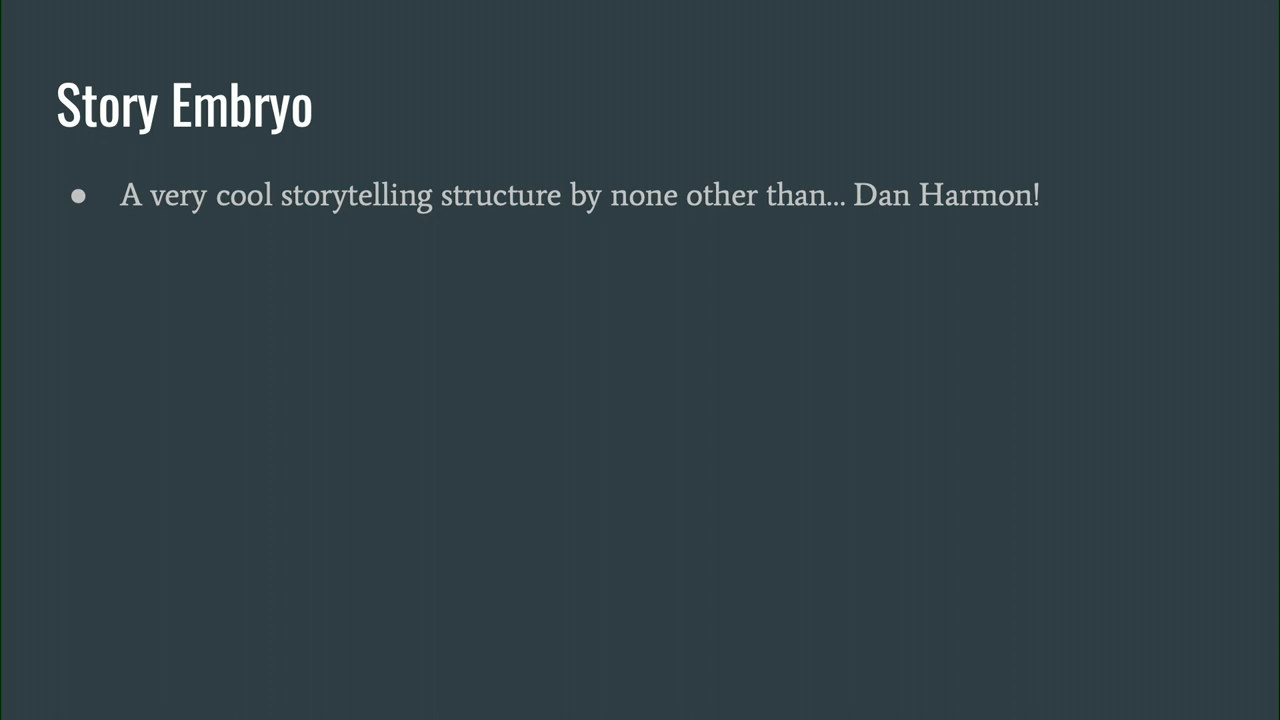 Story Embryo
● A very cool storytelling structure by none other than... Dan Harmon!